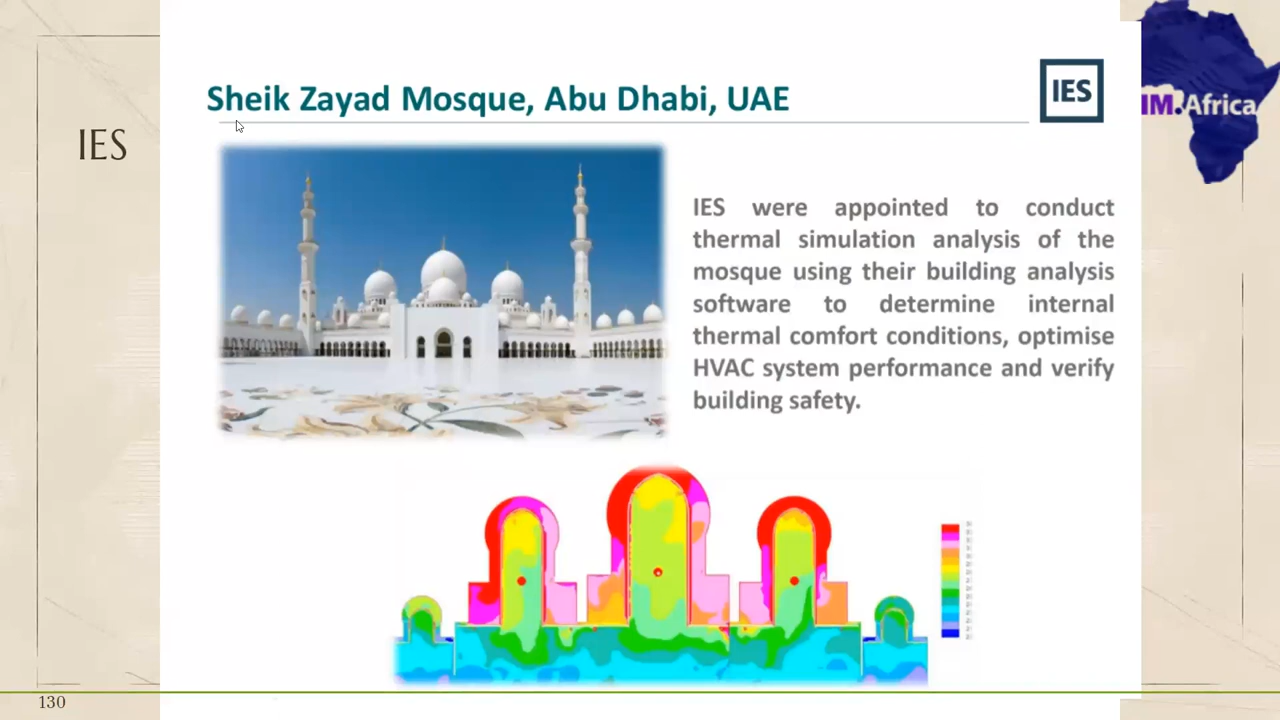 Sheik Zayad Mosque, Abu Dhabi, UAE
IES
IM.Africa
IES
IES were appointed to conduct
thermal simulation analysis of the
mosque using their building analysis
software to determine internal
thermal comfort conditions, optimise
HVAC system performance and verify
building safety.
130